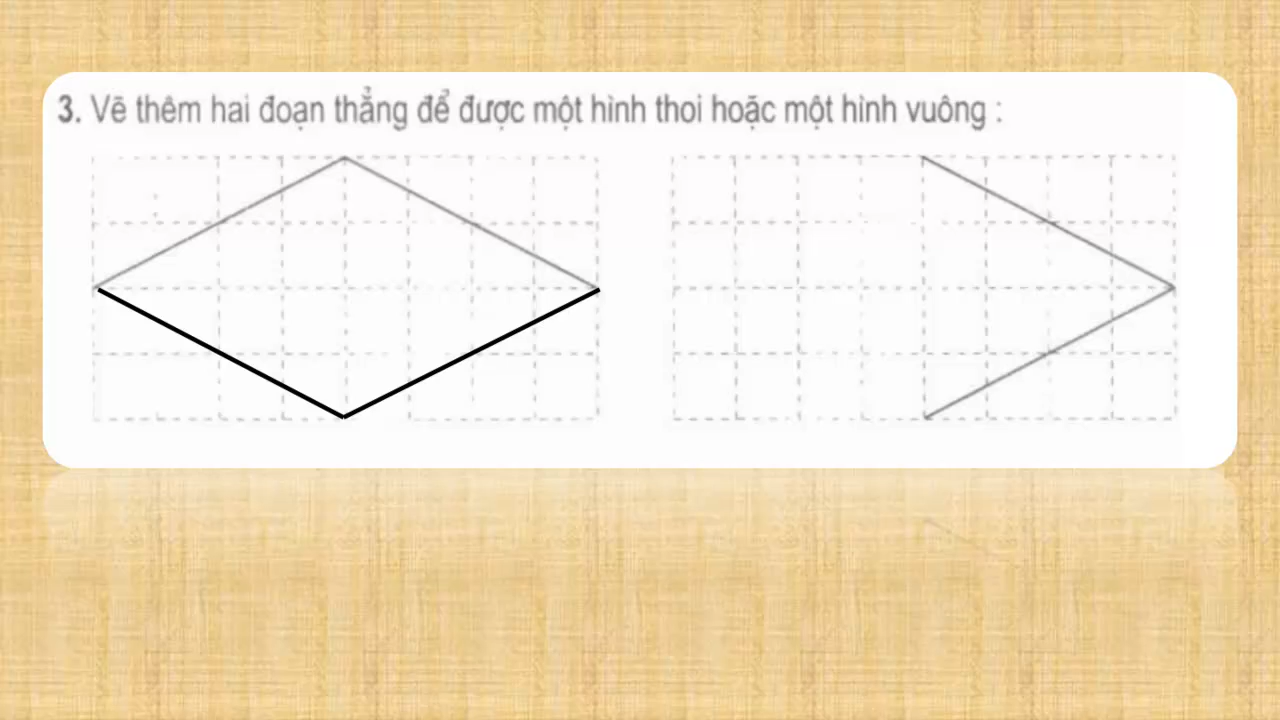 3. Vẽ thêm hai đoạn thẳng để được một hình thoi hoặc một hình vuông :